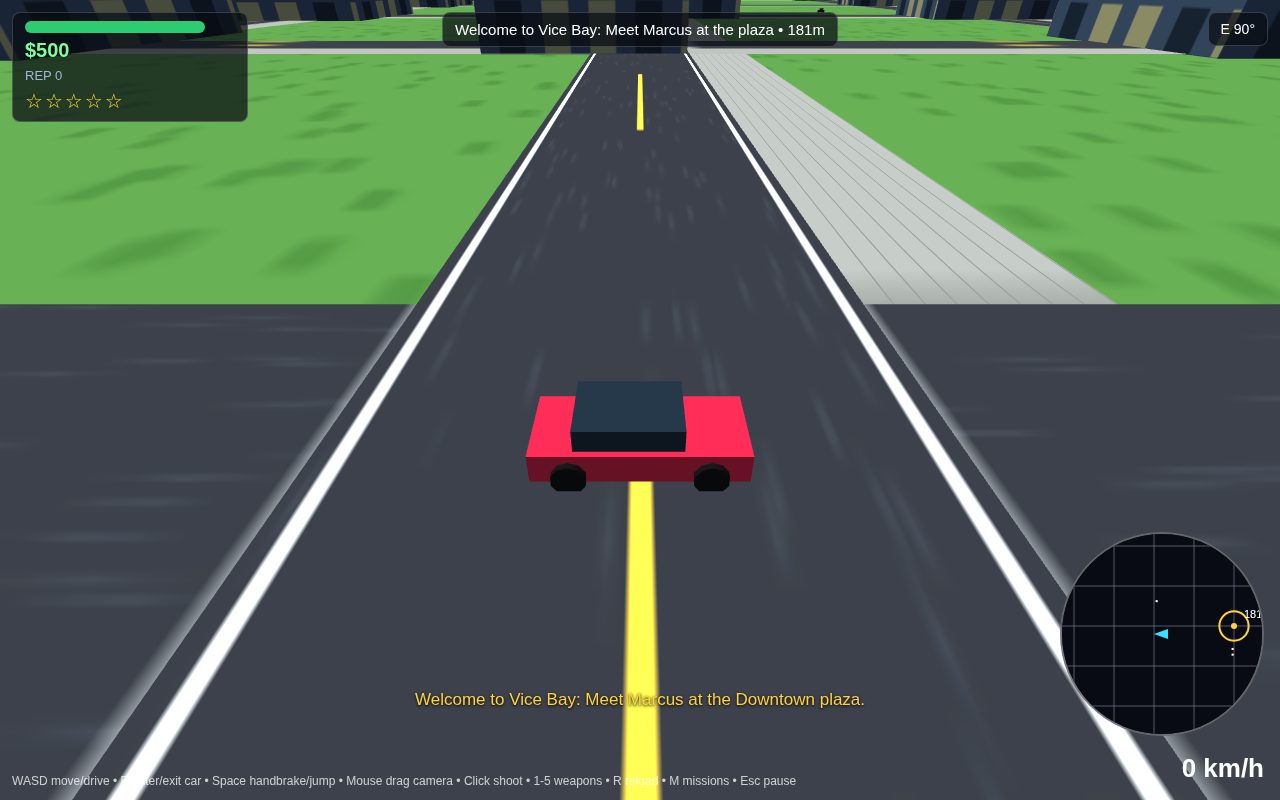 $500
REP 0
Welcome to Vice Bay: Meet Marcus at the plaza • 181m
E 90°
181
Welcome to Vice Bay: Meet Marcus at the Downtown plaza.
0 km/h
WASD move/drive • car • Space handbrake/jump • Mouse drag camera • Click shoot • 1-5 weapons • R • M missions • Esc pause